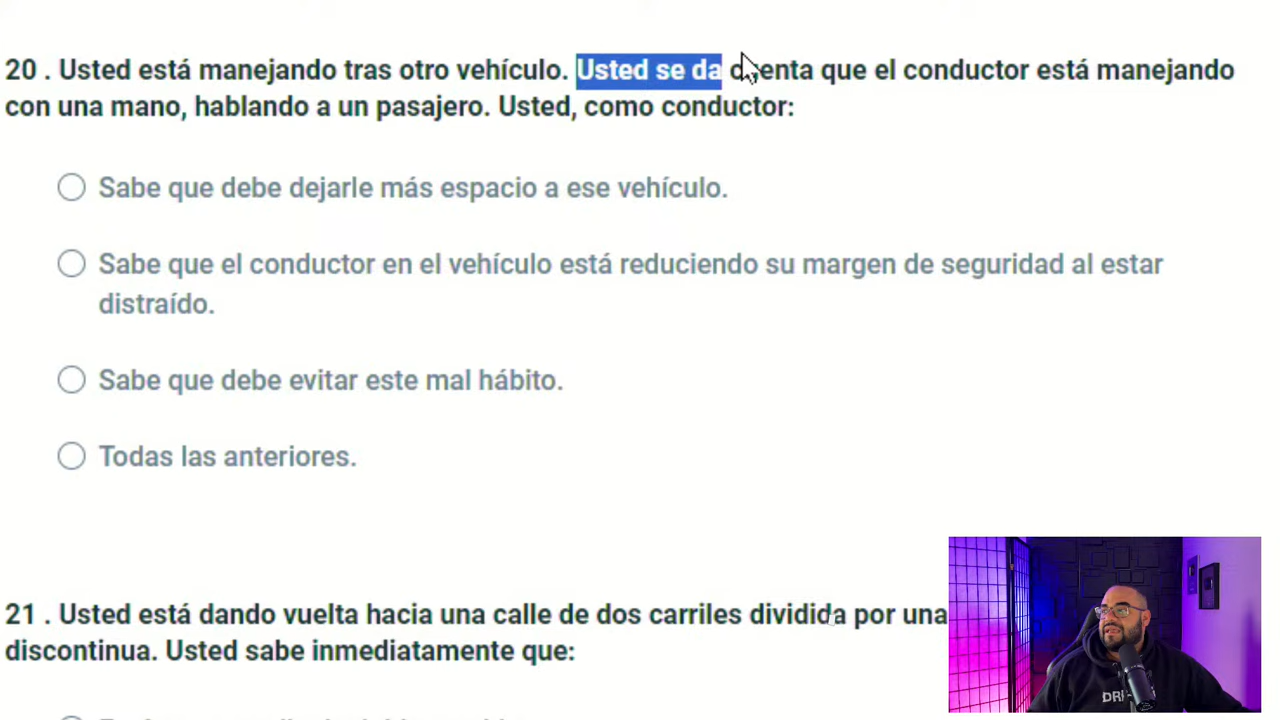 20 . Usted está manejando tras otro vehículo. Usted se da cuenta que el conductor está manejando
con una mano, hablando a un pasajero. Usted, como conductor:
Sabe que debe dejarle más espacio a ese vehículo.
Sabe que el conductor en el vehículo está reduciendo su margen de seguridad al estar
distraído.
Sabe que debe evitar este mal hábito.
Todas las anteriores.
21 . Usted está dando vuelta hacia una calle de dos carriles dividida por una
discontinua. Usted sabe inmediatamente que: